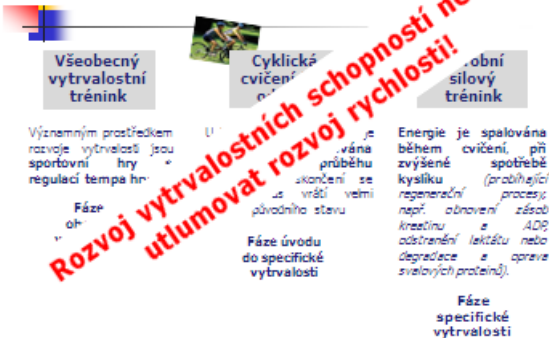 Všeobecný
vytrvalostní
trénink
Významným prostředkem
rozvoje vytrvalosti jsou
sportovní hry
regulací tempa
Fáze
Cyklická
cvičení
je
průběhu
skončení se
vrátí velmi
původního stavu
Fáze úvodu
do specifické
vytrvalosti
silový
trénink
Energie je spalována
během cvičení, při
zvýšené spotřebě
kyslíku (probíhající
regenerační procesy,
např. obnovení zásob
kreatinu a ADP,
odstranění laktátu nebo
degradace a oprava
svalových proteinů).
Fáze
specifické
vytrvalosti
Rozvoj vytrvalostních schopností
utlumovat rozvoj rychlosti!